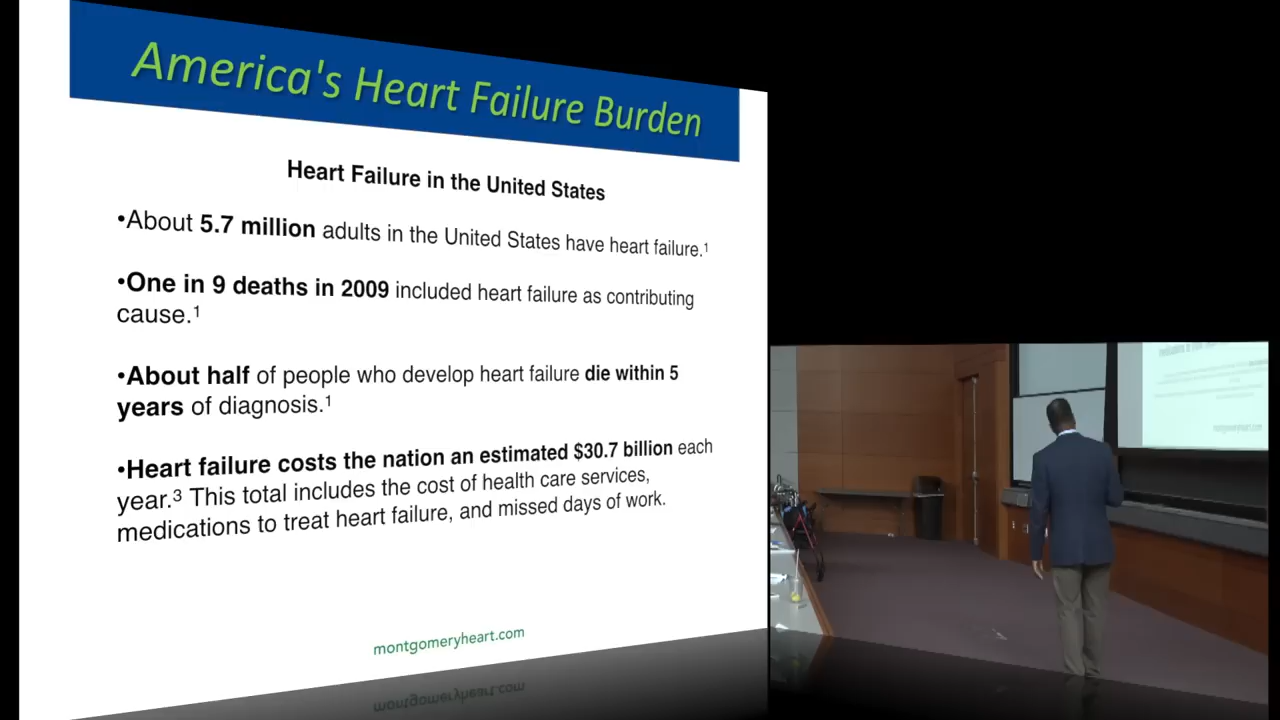 America's Heart Failure Burden
Heart Failure in the United States
•About 5.7 million adults in the United States have heart failure.¹
•One in 9 deaths in 2009 included heart failure as contributing
cause.¹
•About half of people who develop heart failure die within 5
years of diagnosis.¹
•Heart failure costs the nation an estimated $30.7 billion each
year.³ This total includes the cost of health care services,
medications to treat heart failure, and missed days of work.
montgomeryheart.com
montgomeryheart.com